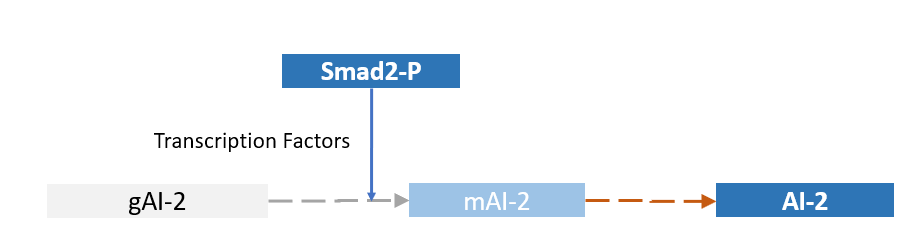 Smad2-P
Transcription Factors
gAI-2
mAI-2
AI-2